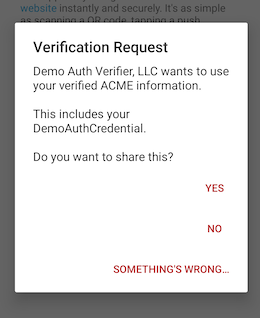 website instantly and securely. It's as simple
as scanning a QR code, tapping a push
Verification Request
Demo Auth Verifier, LLC wants to use
your verified ACME information.
This includes your
DemoAuthCredential.
Do you want to share this?
YES
NO
SOMETHING'S WRONG...